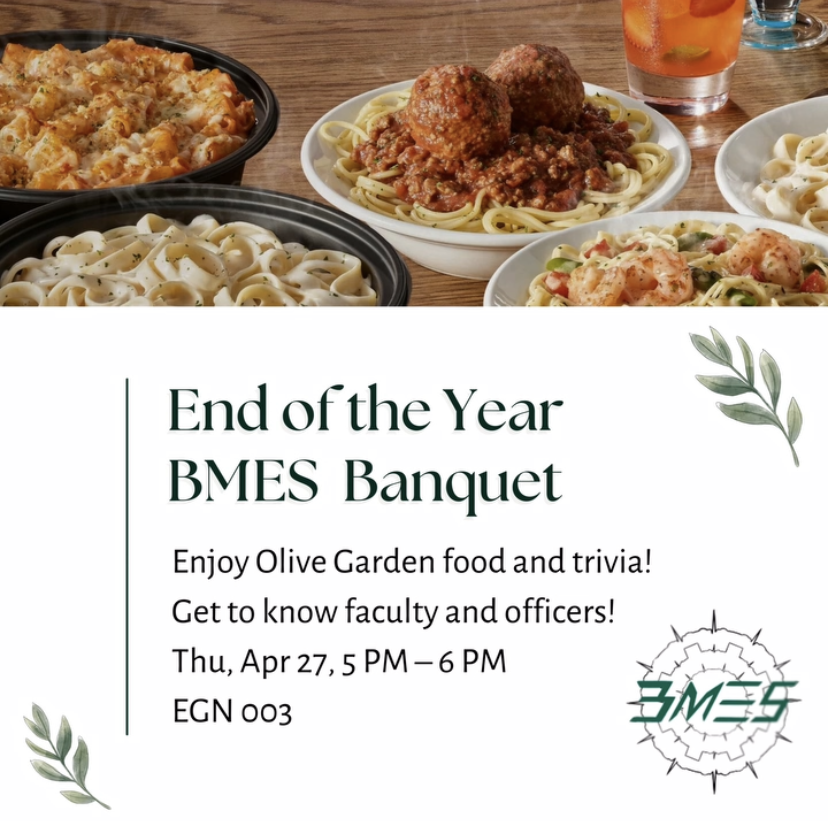 End of the Year
BMES Banquet
Enjoy Olive Garden food and trivia!
Get to know faculty and officers!
Thu, Apr 27, 5 PM – 6 PM
EGN 003
BMES